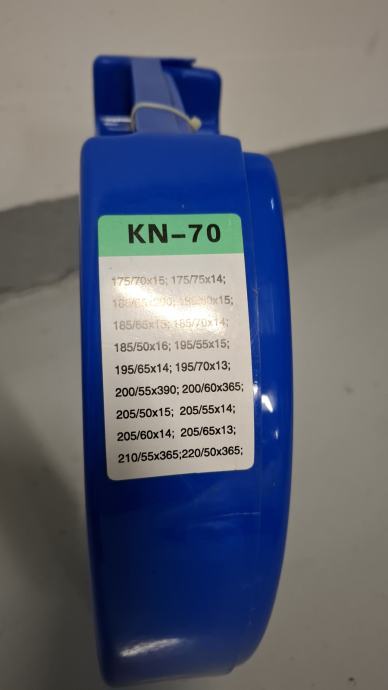 KN-70
175/70x15; 175/75x14;
185/65x15; 185/70x14;
185/50x16; 195/55x15;
195/65x14; 195/70x13;
200/55x390; 200/60x365;
205/50x15; 205/55x14;
205/60x14; 205/65x13;
210/55x365;220/50x365;